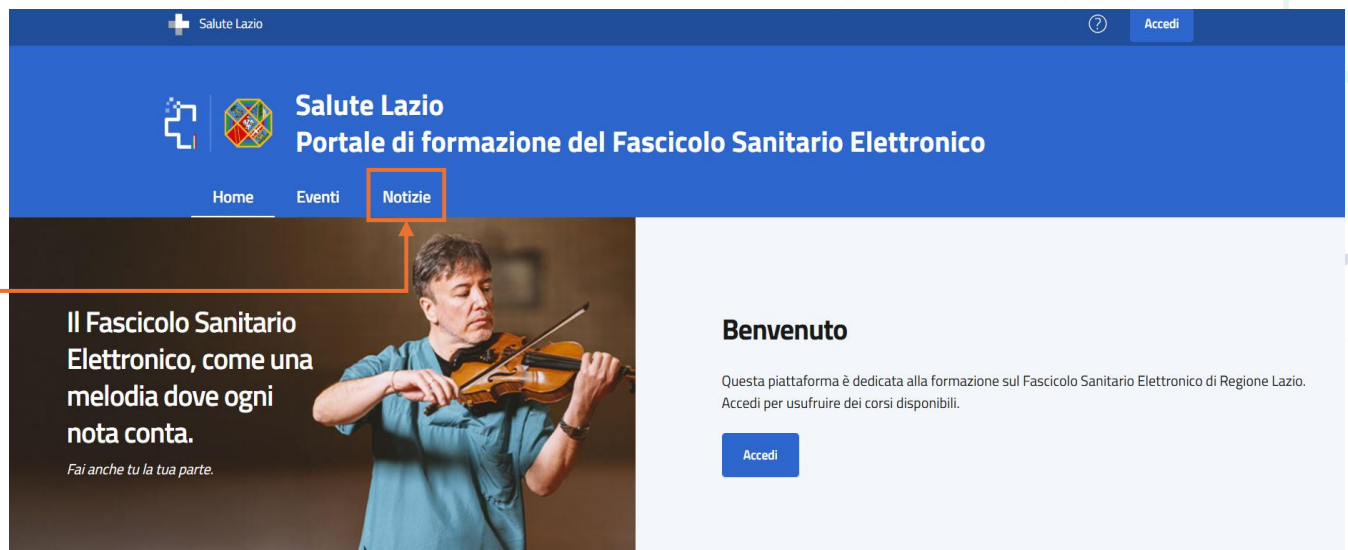 Salute Lazio
Accedi
Salute Lazio
Portale di formazione del Fascicolo Sanitario Elettronico
Home Eventi Notizie
Il Fascicolo Sanitario
Elettronico, come una
melodia dove ogni
nota conta.
Fai anche tu la tua parte.
Benvenuto
Questa piattaforma è dedicata alla formazione sul Fascicolo Sanitario Elettronico di Regione Lazio.
Accedi per usufruire dei corsi disponibili.
Accedi